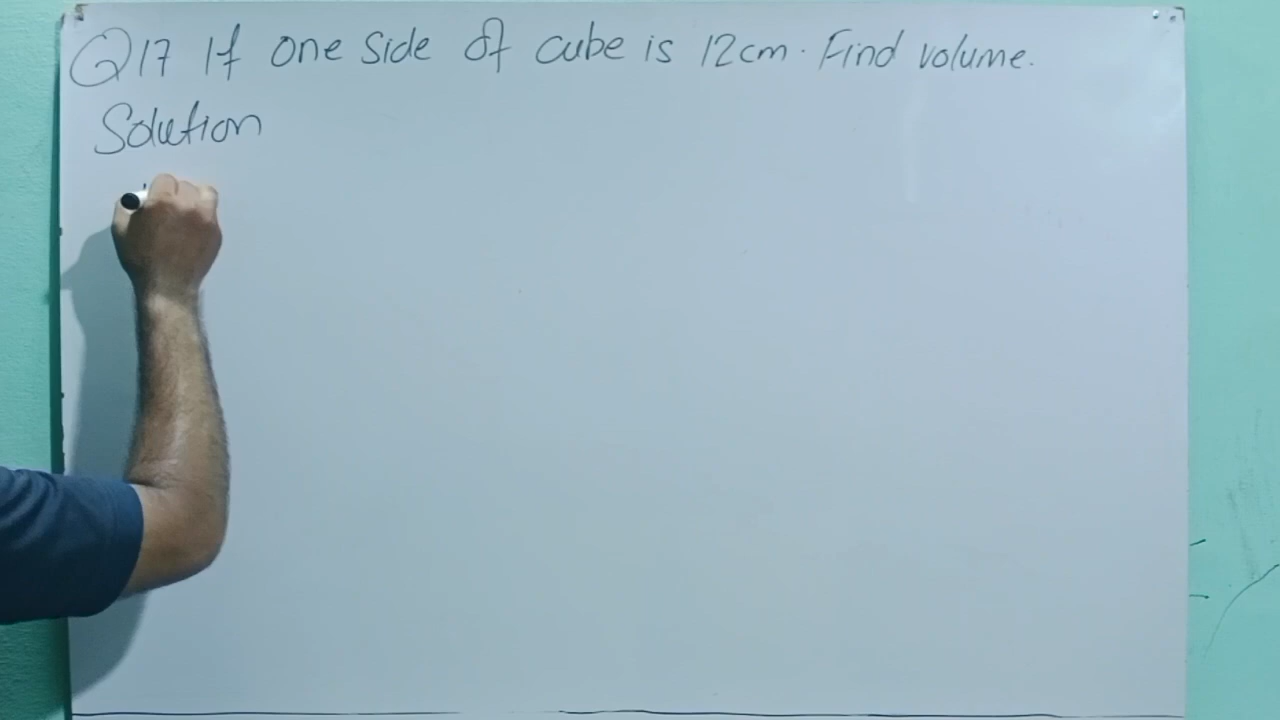 Q17 If one side of cube is 12cm. Find volume.
Solution